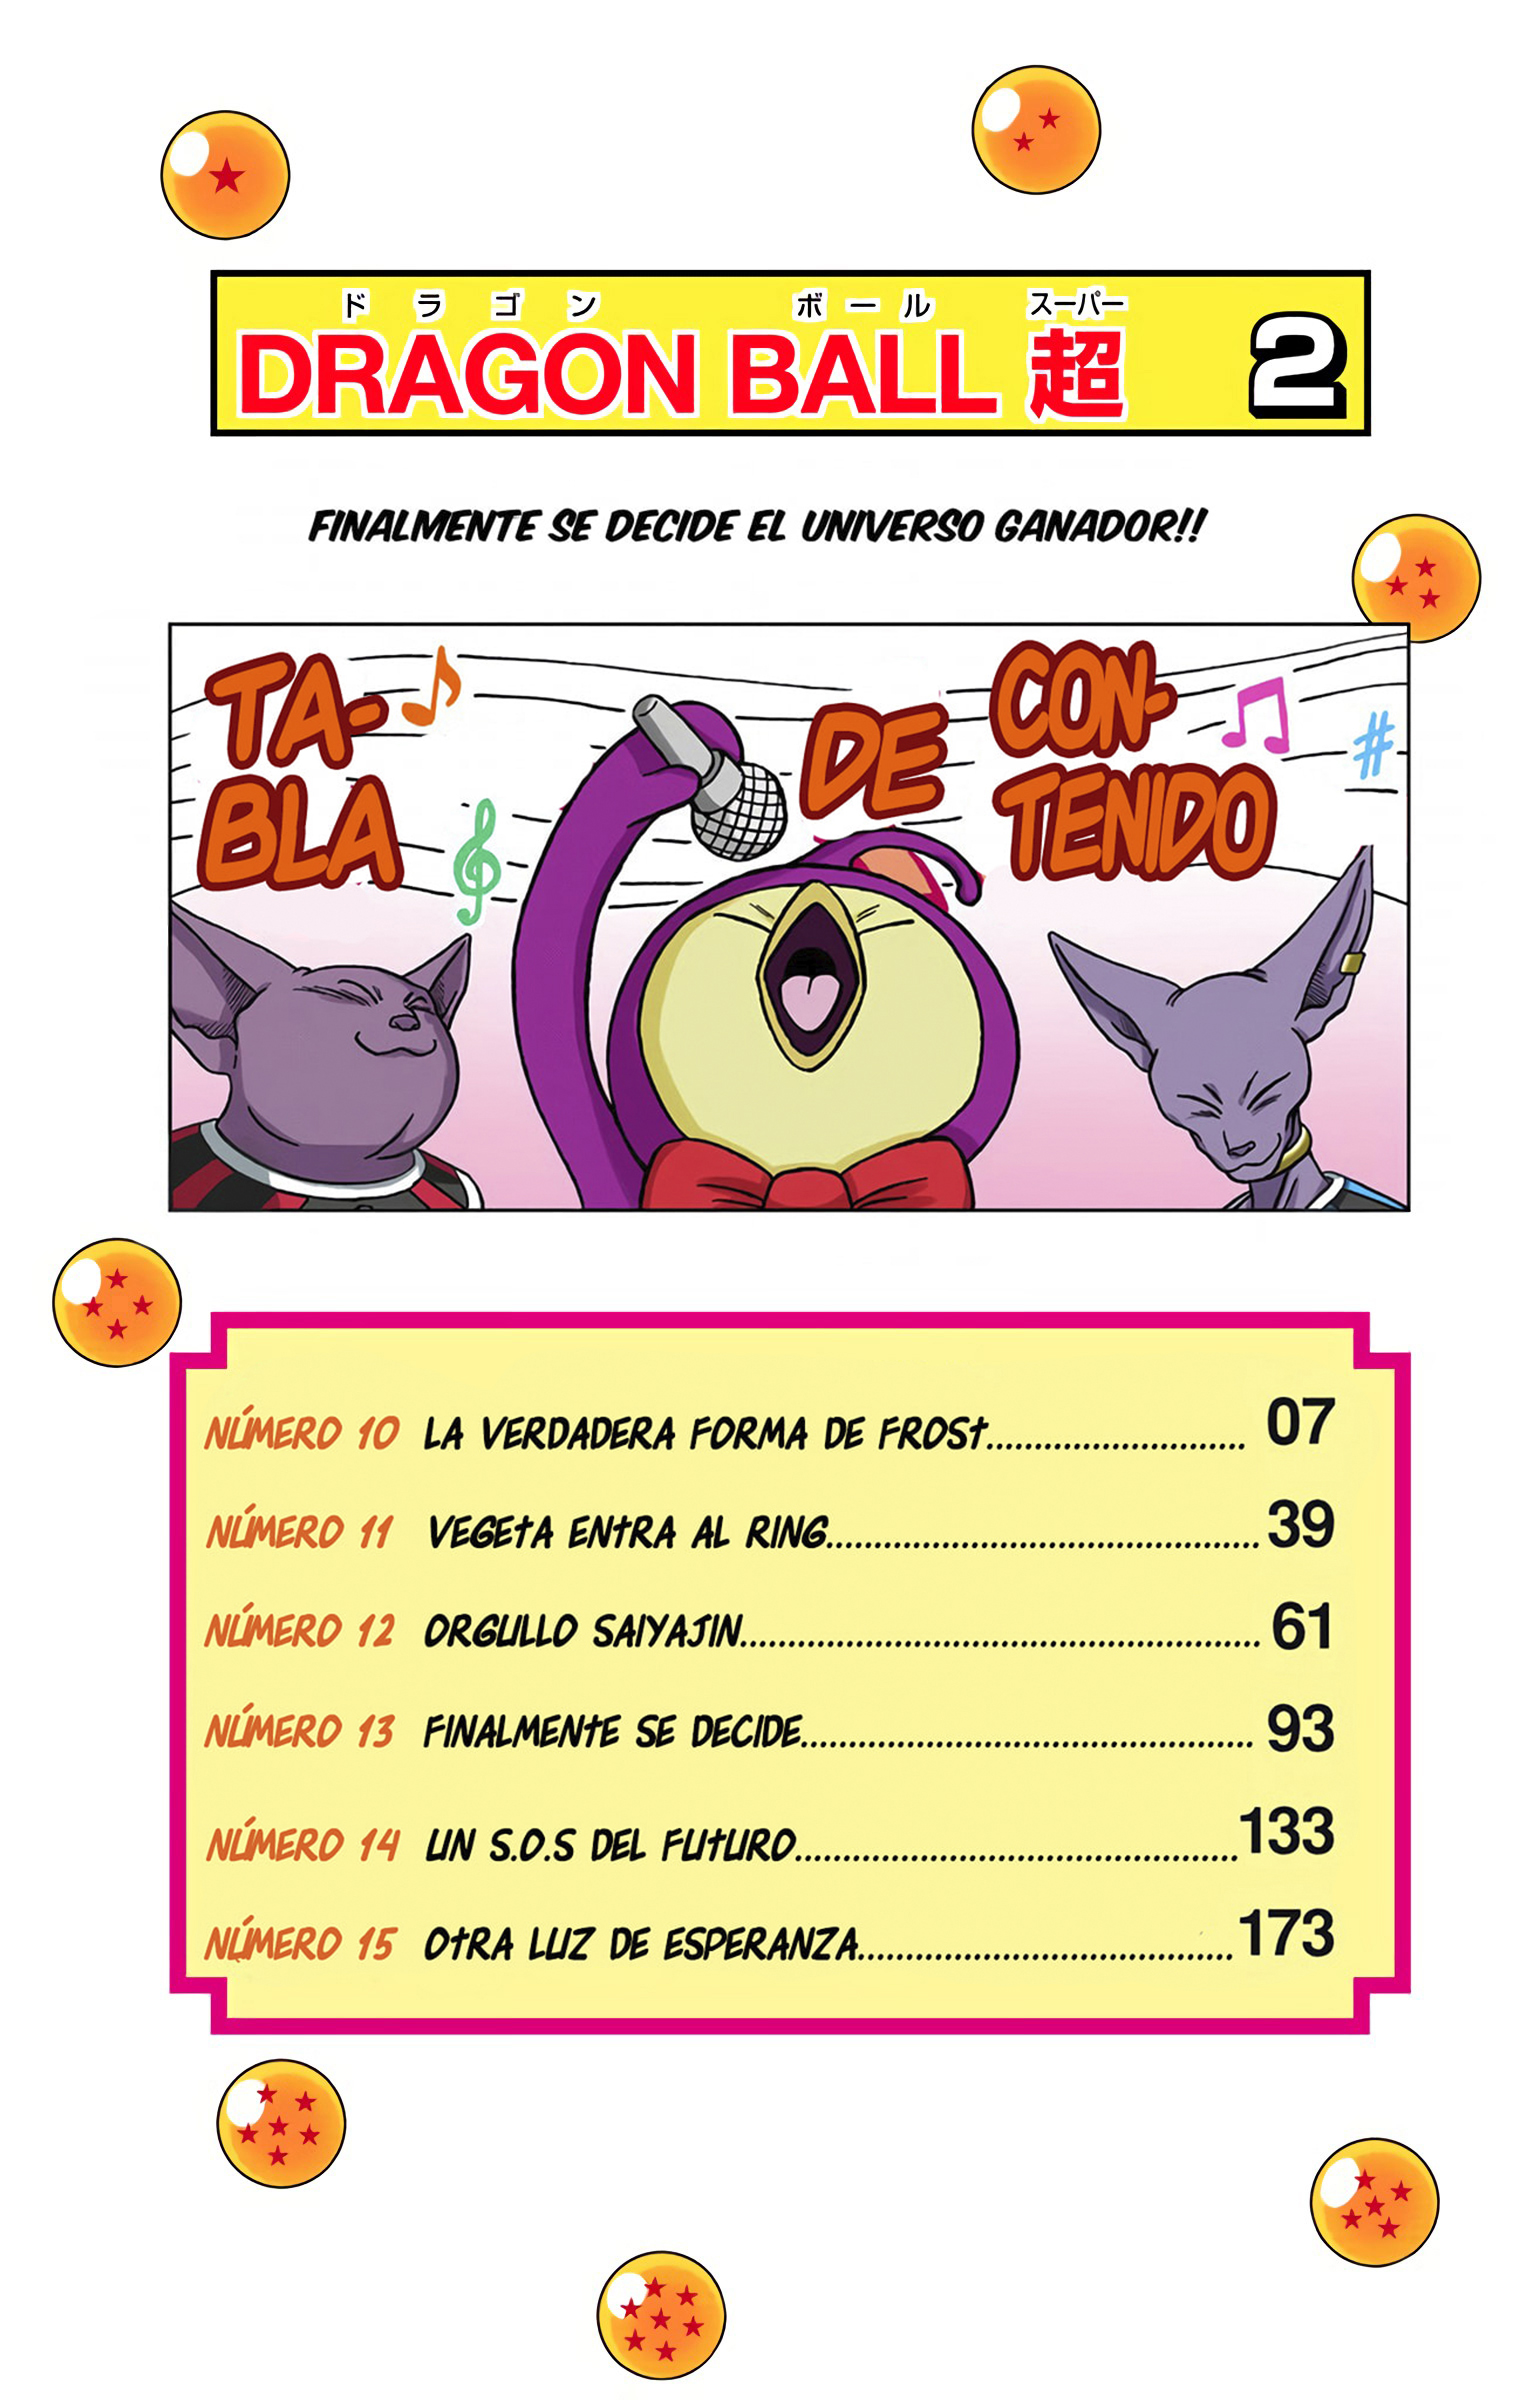 ドラゴン ボール スーパー
DRAGON BALL 超 2
FINALMENTE SE DECIDE EL UNIVERSO GANADOR!!
TA-
BLA
DE
CON-
TENIDO
NÚMERO 10 LA VERDADERA FORMA DE FROST........................... 07
NÚMERO 11 VEGETA ENTRA AL RING............................................. 39
NÚMERO 12 ORGULLO SAIYAJIN...................................................... 61
NÚMERO 13 FINALMENTE SE DECIDE............................................... 93
NÚMERO 14 UN S.O.S DEL FUTURO.............................................. 133
NÚMERO 15 OTRA LUZ DE ESPERANZA....................................... 173